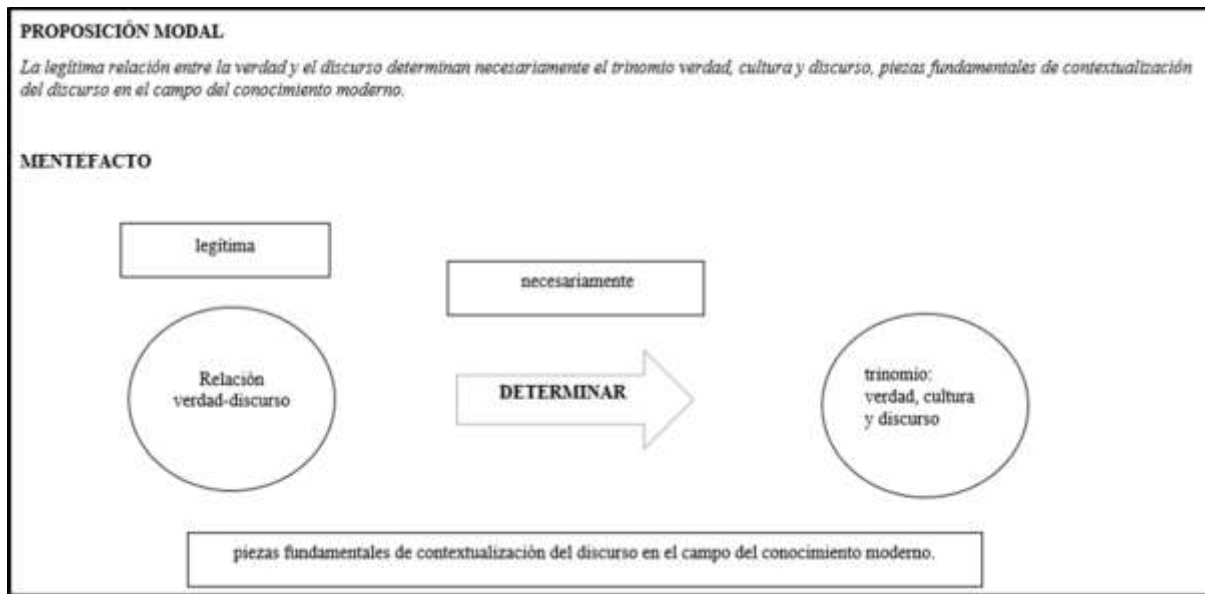 PROPOSICIÓN MODAL
La legítima relación entre la verdad y el discurso determinan necesariamente el trinomio verdad, cultura y discurso, piezas fundamentales de contextualización
del discurso en el campo del conocimiento moderno.
MENTEFACTO
legítima
necesariamente
Relación
verdad-discurso
DETERMINAR
trinomio:
verdad, cultura
y discurso
piezas fundamentales de contextualización del discurso en el campo del conocimiento moderno.